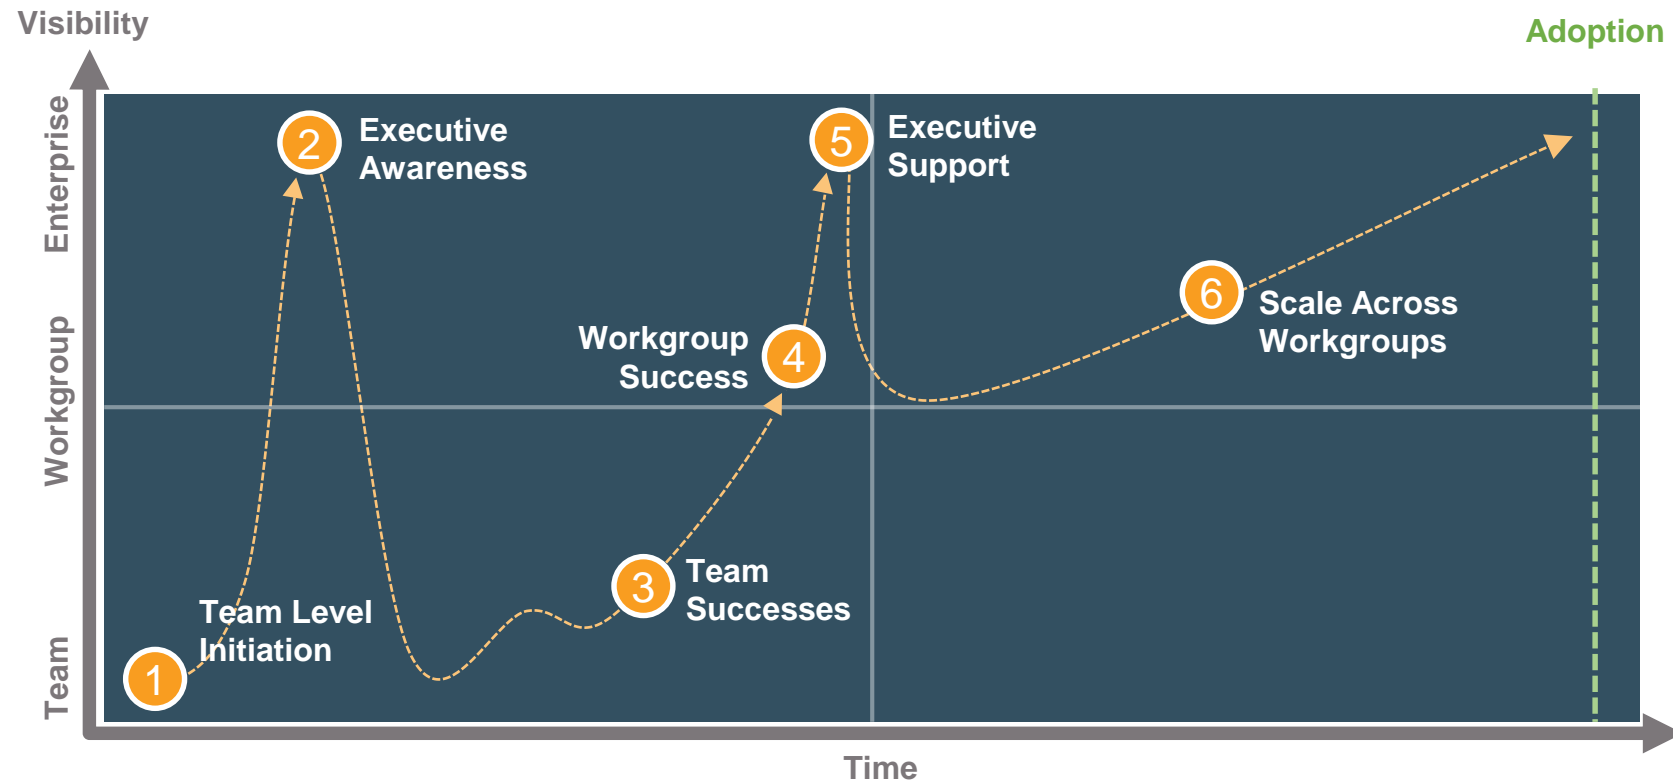 Visibility
Adoption
Enterprise
Workgroup
Team
2
Executive
Awareness
5
Executive
Support
6
Scale Across
Workgroups
Workgroup
Success
4
3
Team
Successes
Team Level
Initiation
1
Time